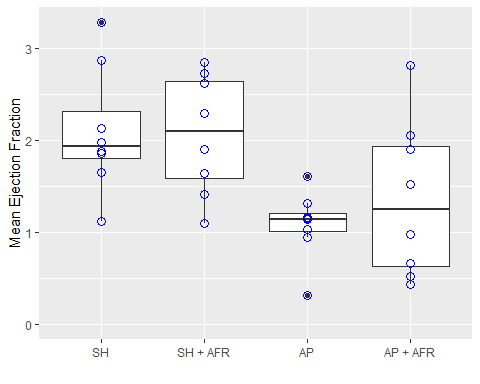 Mean Ejection Fraction
3
2
1
0
SH
SH + AFR
AP
AP + AFR